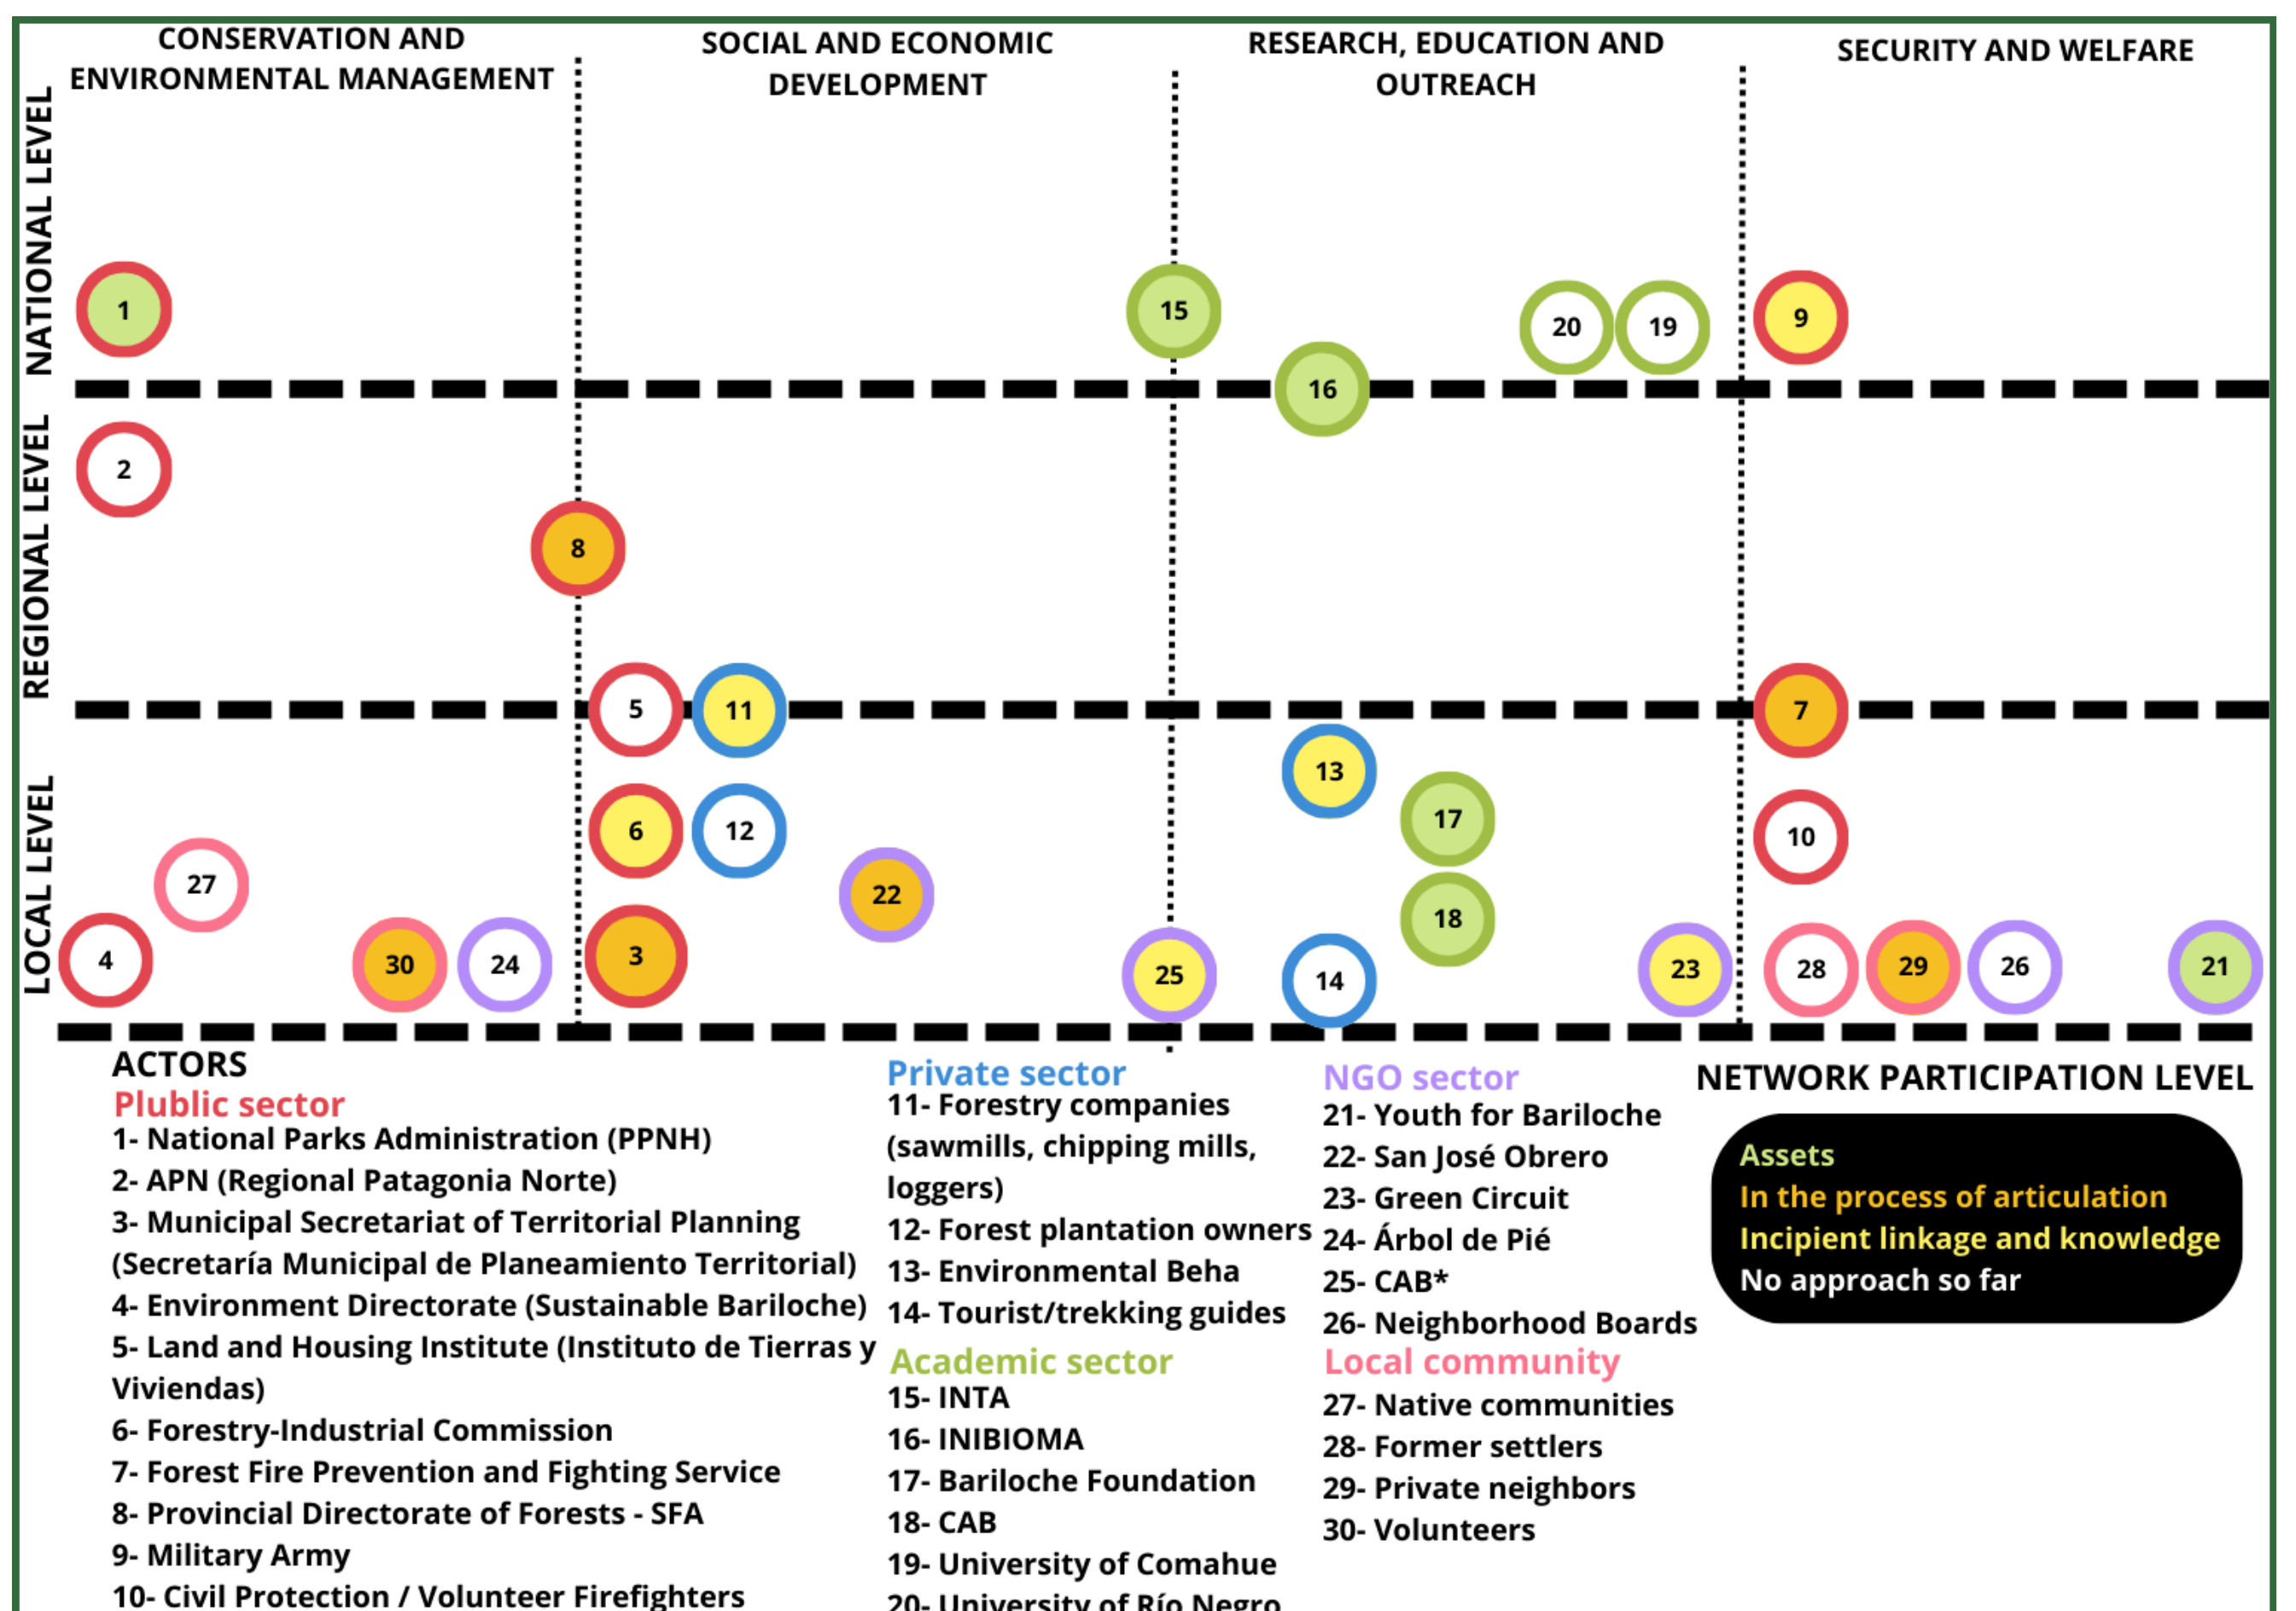 CONSERVATION AND
ENVIRONMENTAL MANAGEMENT
SOCIAL AND ECONOMIC
DEVELOPMENT
RESEARCH, EDUCATION AND
OUTREACH
SECURITY AND WELFARE
NATIONAL LEVEL
1
15
20
19
9
16
REGIONAL LEVEL
2
8
5
11
7
LOCAL LEVEL
13
6
12
17
10
27
22
18
4
30
24
3
25
14
23
28
29
26
21
ACTORS
Plublic sector
1- National Parks Administration (PPNH)
2- APN (Regional Patagonia Norte)
3- Municipal Secretariat of Territorial Planning
(Secretaría Municipal de Planeamiento Territorial)
4- Environment Directorate (Sustainable Bariloche)
5- Land and Housing Institute (Instituto de Tierras y
Viviendas)
6- Forestry-Industrial Commission
7- Forest Fire Prevention and Fighting Service
8- Provincial Directorate of Forests - SFA
9- Military Army
10- Civil Protection / Volunteer Firefighters
Private sector
11- Forestry companies
(sawmills, chipping mills,
loggers)
12- Forest plantation owners
13- Environmental Beha
14- Tourist/trekking guides
Academic sector
15- INTA
16- INIBIOMA
17- Bariloche Foundation
18- CAB
19- University of Comahue
20- University of Río Negro
NGO sector
21- Youth for Bariloche
22- San José Obrero
23- Green Circuit
24- Árbol de Pié
25- CAB*
26- Neighborhood Boards
Local community
27- Native communities
28- Former settlers
29- Private neighbors
30- Volunteers
NETWORK PARTICIPATION LEVEL
Assets
In the process of articulation
Incipient linkage and knowledge
No approach so far